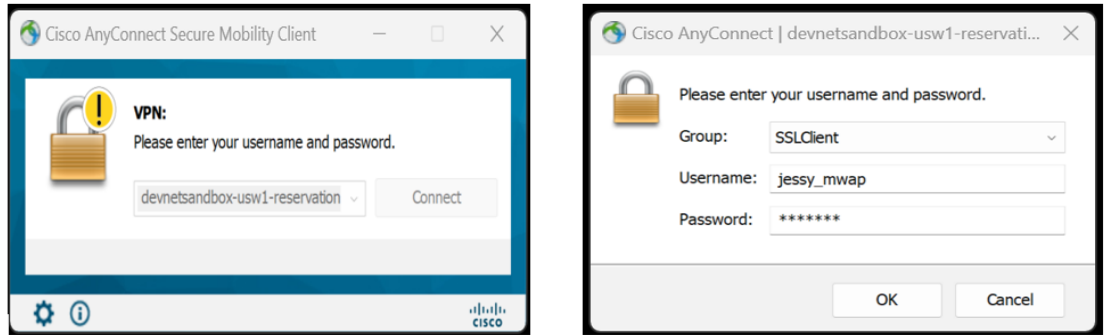 Cisco AnyConnect Secure Mobility Client
VPN:
Please enter your username and password.
devnetsandbox-usw1-reservation
Connect
CISCO
Cisco AnyConnect | devnetsandbox-usw1-reservati...
Please enter your username and password.
Group: SSLClient
Username: jessy_mwap
Password: *******
OK Cancel